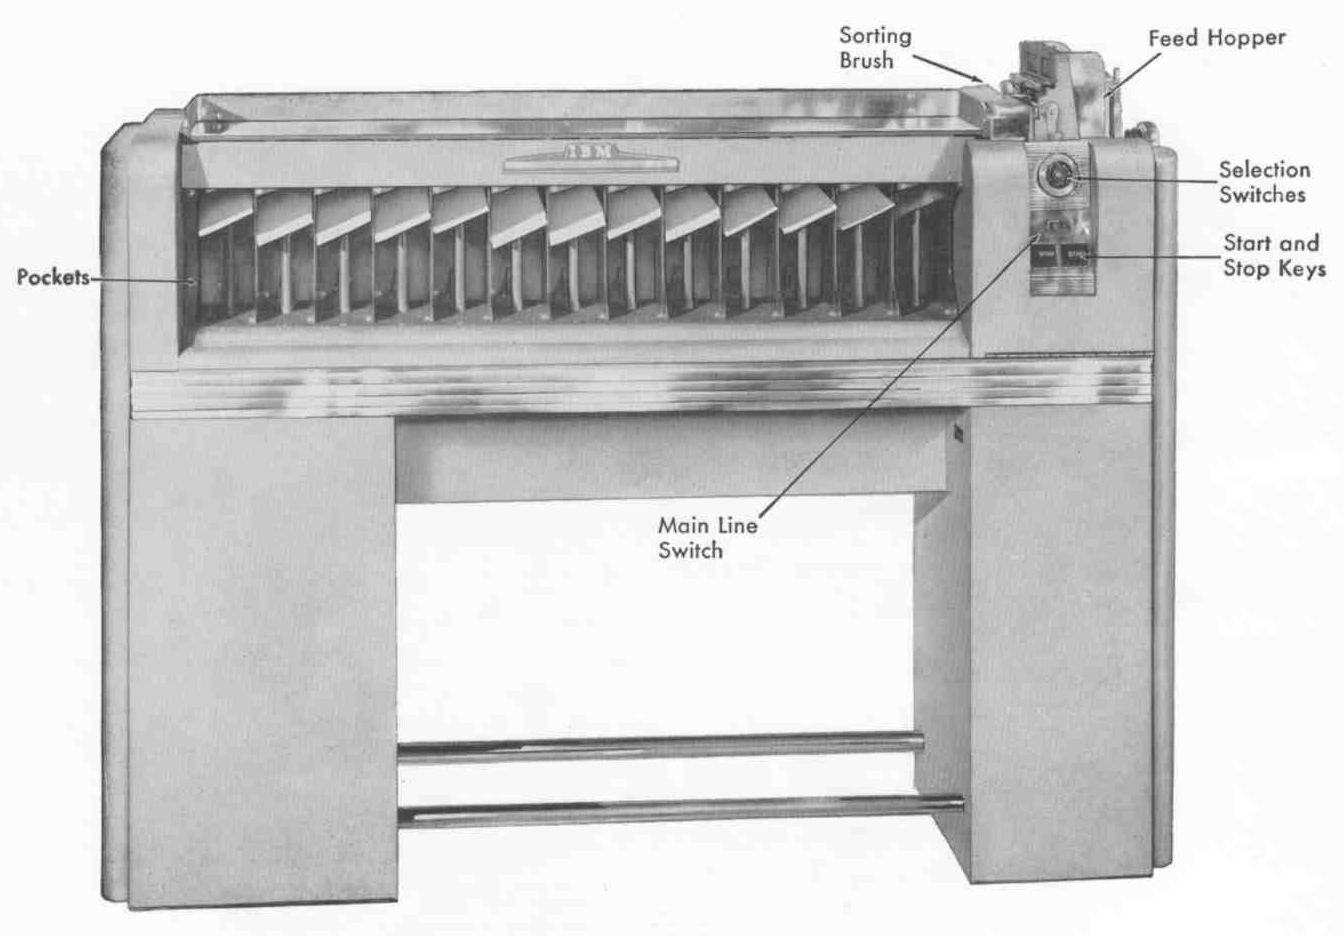 Sorting
Brush
Feed Hopper
IBM
Selection
Switches
Start and
Stop Keys
Pockets
Main Line
Switch